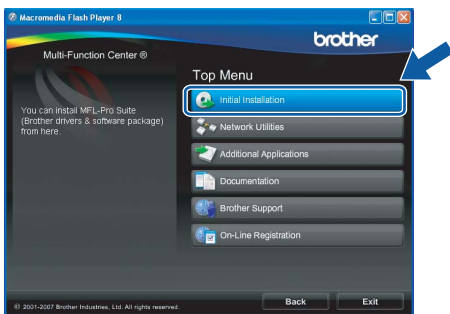 Macromedia Flash Player 8
brother
Multi-Function Center ®
Top Menu
You can install MFL-Pro Suite
(Brother drivers & software package)
from here.
Initial Installation
Network Utilities
Additional Applications
Documentation
Brother Support
On-Line Registration
© 2001-2007 Brother Industries, Ltd. All rights reserved.
Back
Exit